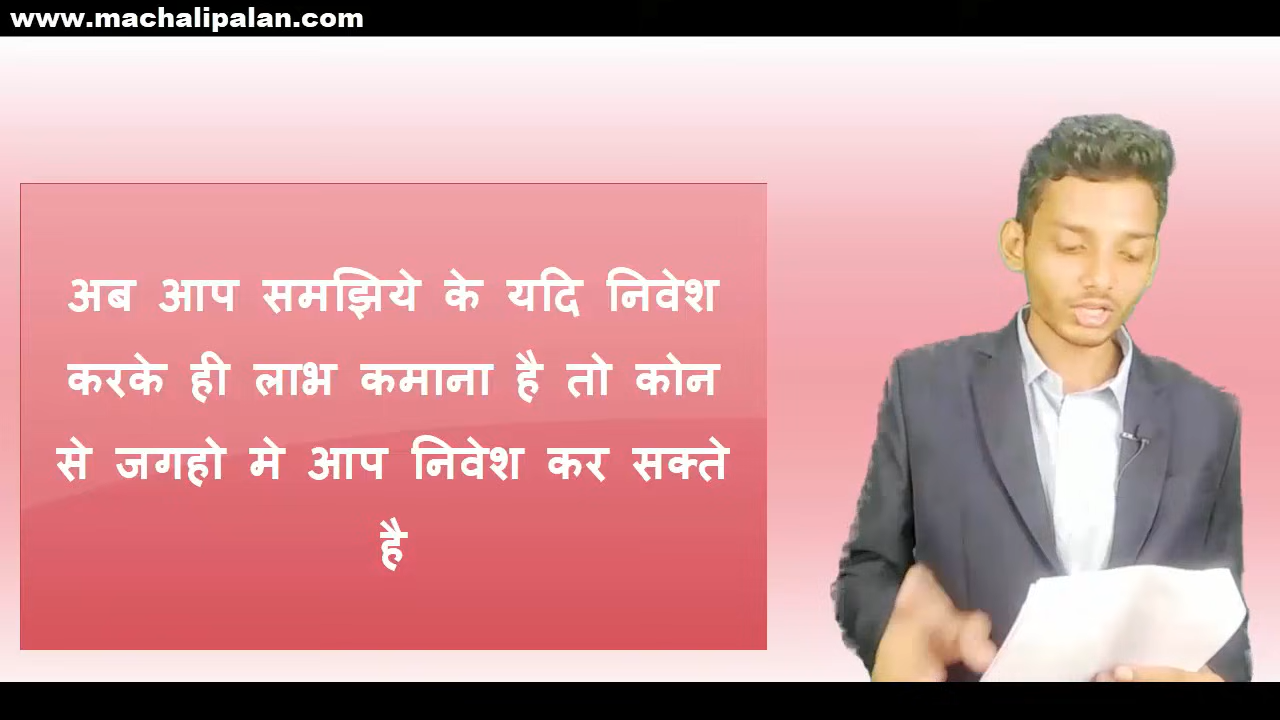 www.machalipalan.com
अब आप समझिये के यदि निवेश
करके ही लाभ कमाना है तो कोन
से जगहो मे आप निवेश कर सक्ते
है